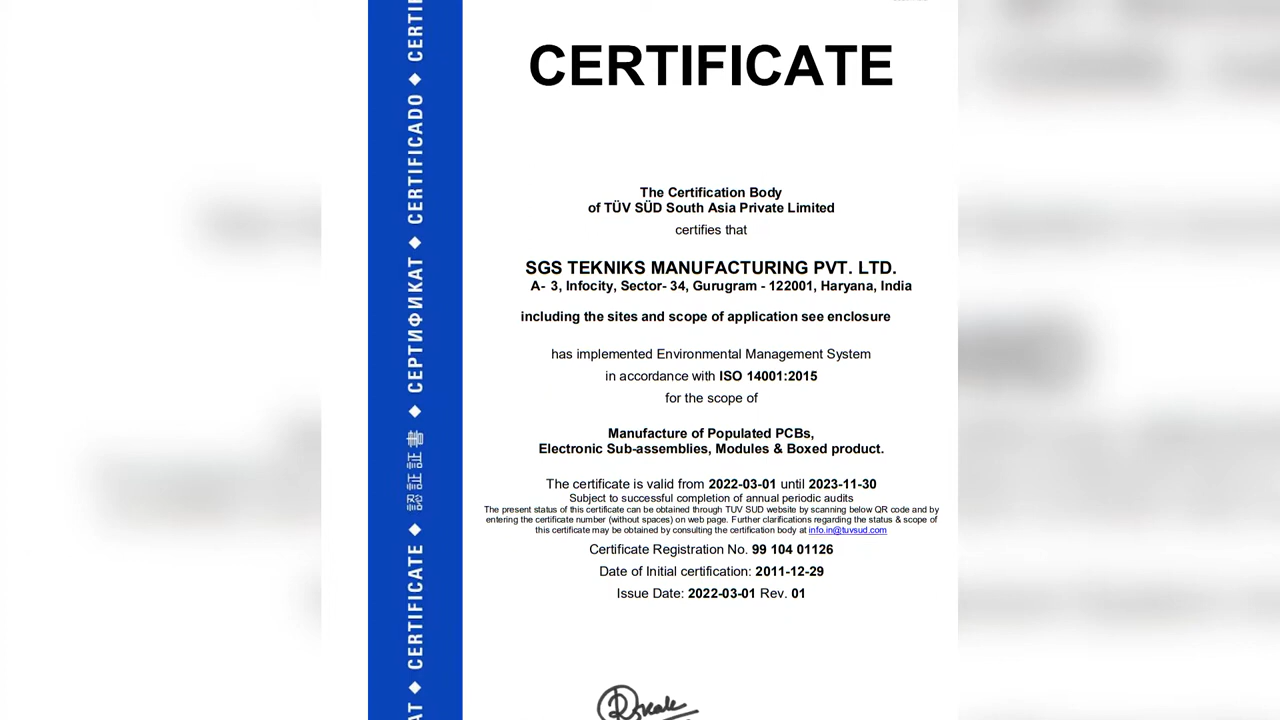 CERTIFICATE
The Certification Body
of TÜV SÜD South Asia Private Limited
certifies that
SGS TEKNIKS MANUFACTURING PVT. LTD.
A- 3, Infocity, Sector- 34, Gurugram - 122001, Haryana, India
including the sites and scope of application see enclosure
has implemented Environmental Management System
in accordance with ISO 14001:2015
for the scope of
Manufacture of Populated PCBs,
Electronic Sub-assemblies, Modules & Boxed product.
The certificate is valid from 2022-03-01 until 2023-11-30
Subject to successful completion of annual periodic audits
The present status of this certificate can be obtained through TUV SUD website by scanning below QR code and by
entering the certificate number (without spaces) on web page. Further clarifications regarding the status & scope of
this certificate may be obtained by consulting the certification body at info.in@tuvsud.com
Certificate Registration No. 99 104 01126
Date of Initial certification: 2011-12-29
Issue Date: 2022-03-01 Rev. 01
◆ CERTIFICATE ◆ 認証証書 ◆ СЕРТИФИКАТ ◆ CERTIFICADO ◆